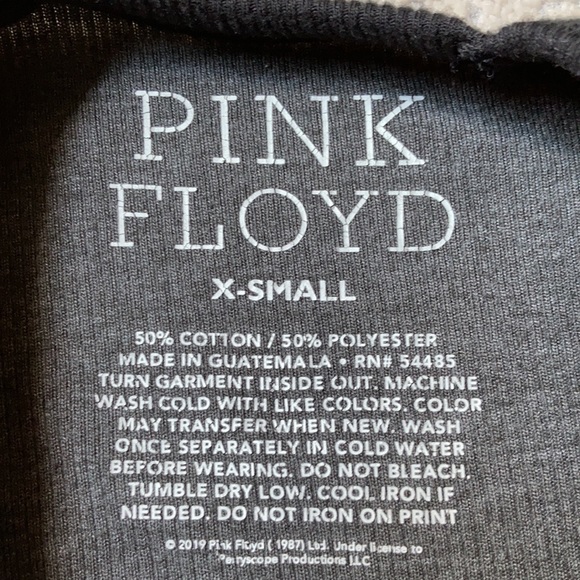 PINK
FLOYD
X-SMALL
50% COTTON / 50% POLYESTER
MADE IN GUATEMALA • RN# 54485
TURN GARMENT INSIDE OUT. MACHINE
WASH COLD WITH LIKE COLORS. COLOR
MAY TRANSFER WHEN NEW. WASH
ONCE SEPARATELY IN COLD WATER
BEFORE WEARING. DO NOT BLEACH.
TUMBLE DRY LOW. COOL IRON IF
NEEDED. DO NOT IRON ON PRINT
© 2019 Pink Floyd ( 1987) Ltd. Under license to
Perryscope Productions LLC